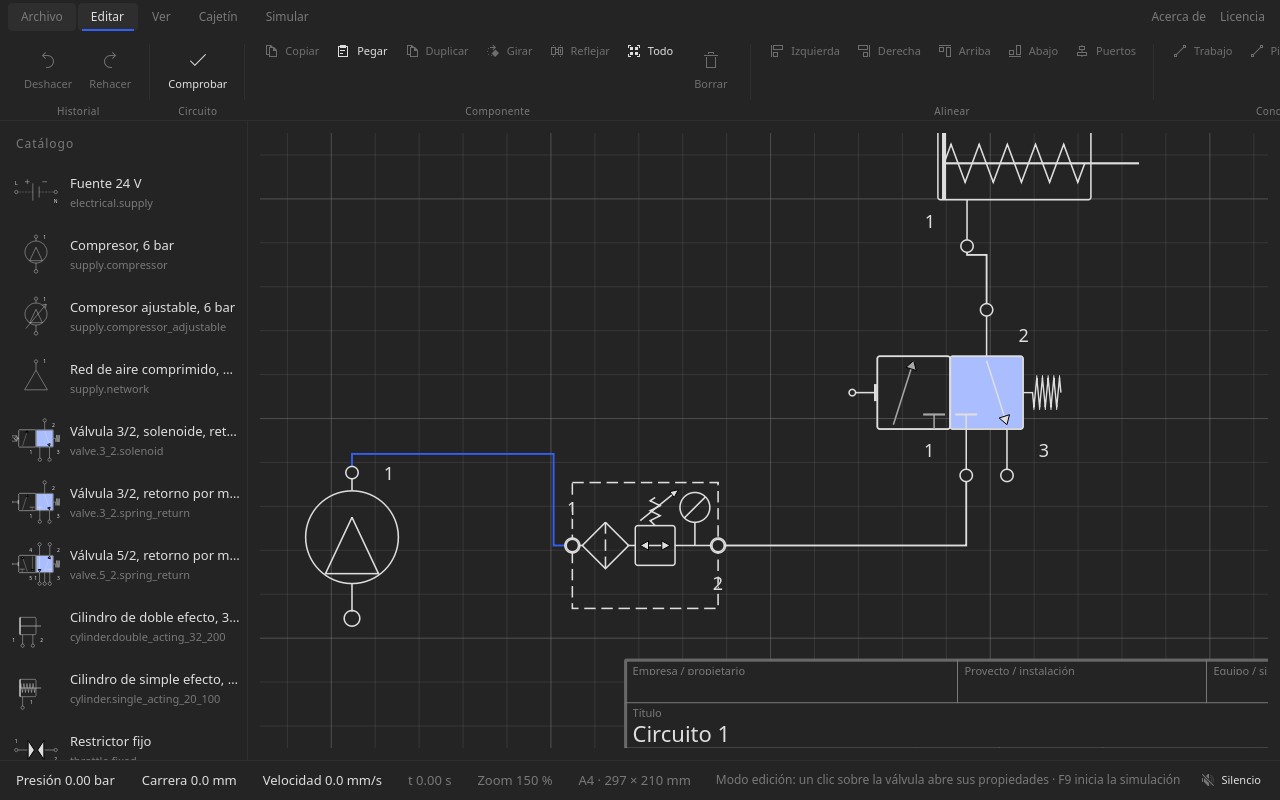 Archivo Editar Ver Cajetín Simular Acerca de Licencia
Copiar Pegar Duplicar Girar Reflejar Todo Izquierda Derecha Arriba Abajo Puertos Trabajo
Deshacer Rehacer Comprobar Borrar
Historial Circuito Componente Alinear
Catálogo
Fuente 24 V
electrical.supply
Compresor, 6 bar
supply.compressor
Compresor ajustable, 6 bar
supply.compressor_adjustable
Red de aire comprimido, ...
supply.network
Válvula 3/2, solenoide, ret...
valve.3_2.solenoid
Válvula 3/2, retorno por m...
valve.3_2.spring_return
Válvula 5/2, retorno por m...
valve.5_2.spring_return
Cilindro de doble efecto, 3...
cylinder.double_acting_32_200
Cilindro de simple efecto, ...
cylinder.single_acting_20_100
Restrictor fijo
1
2
1
3
1
1
2
Empresa / propietario Proyecto / instalación Equipo / si
Título
Circuito 1
Presión 0.00 bar Carrera 0.0 mm Velocidad 0.0 mm/s t 0.00 s Zoom 150 % A4 · 297 × 210 mm Modo edición: un clic sobre la válvula abre sus propiedades · F9 inicia la simulación Silencio